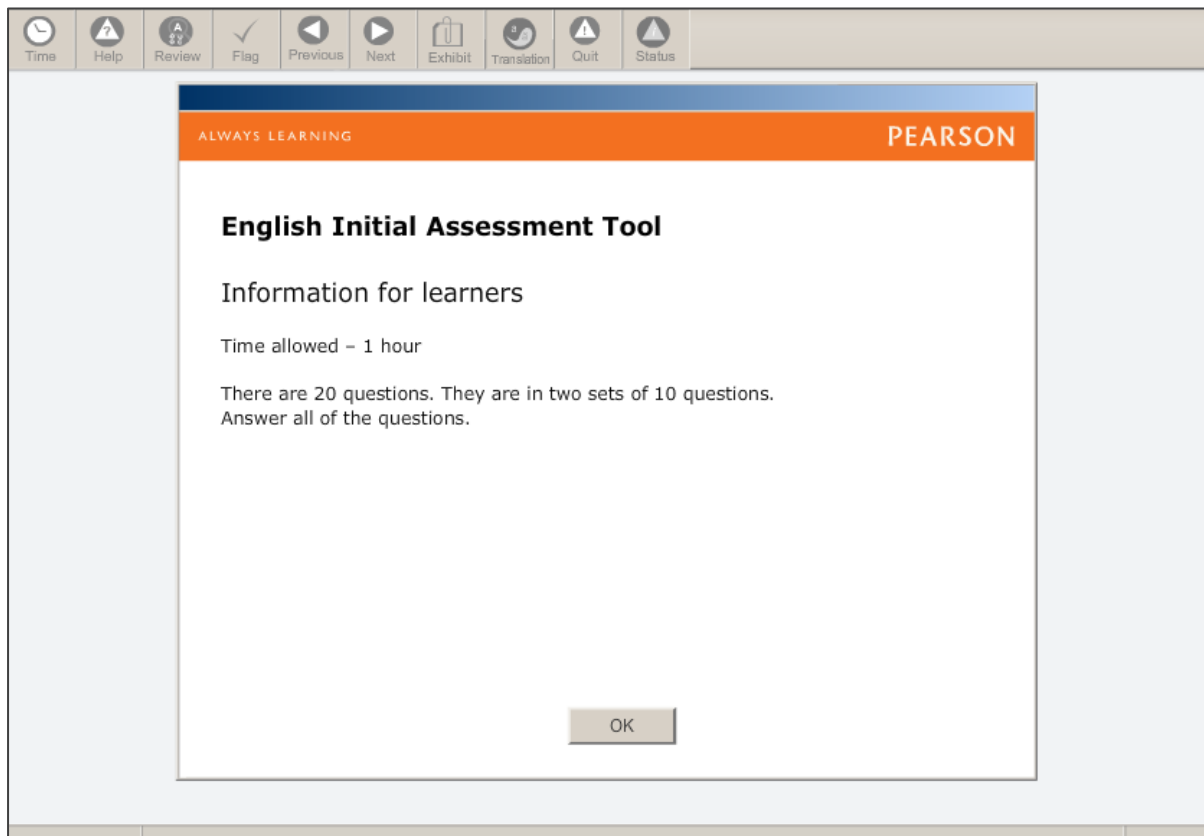 Time Help Review Flag Previous Next Exhibit Translation Quit Status
ALWAYS LEARNING PEARSON
English Initial Assessment Tool
Information for learners
Time allowed – 1 hour
There are 20 questions. They are in two sets of 10 questions.
Answer all of the questions.
OK